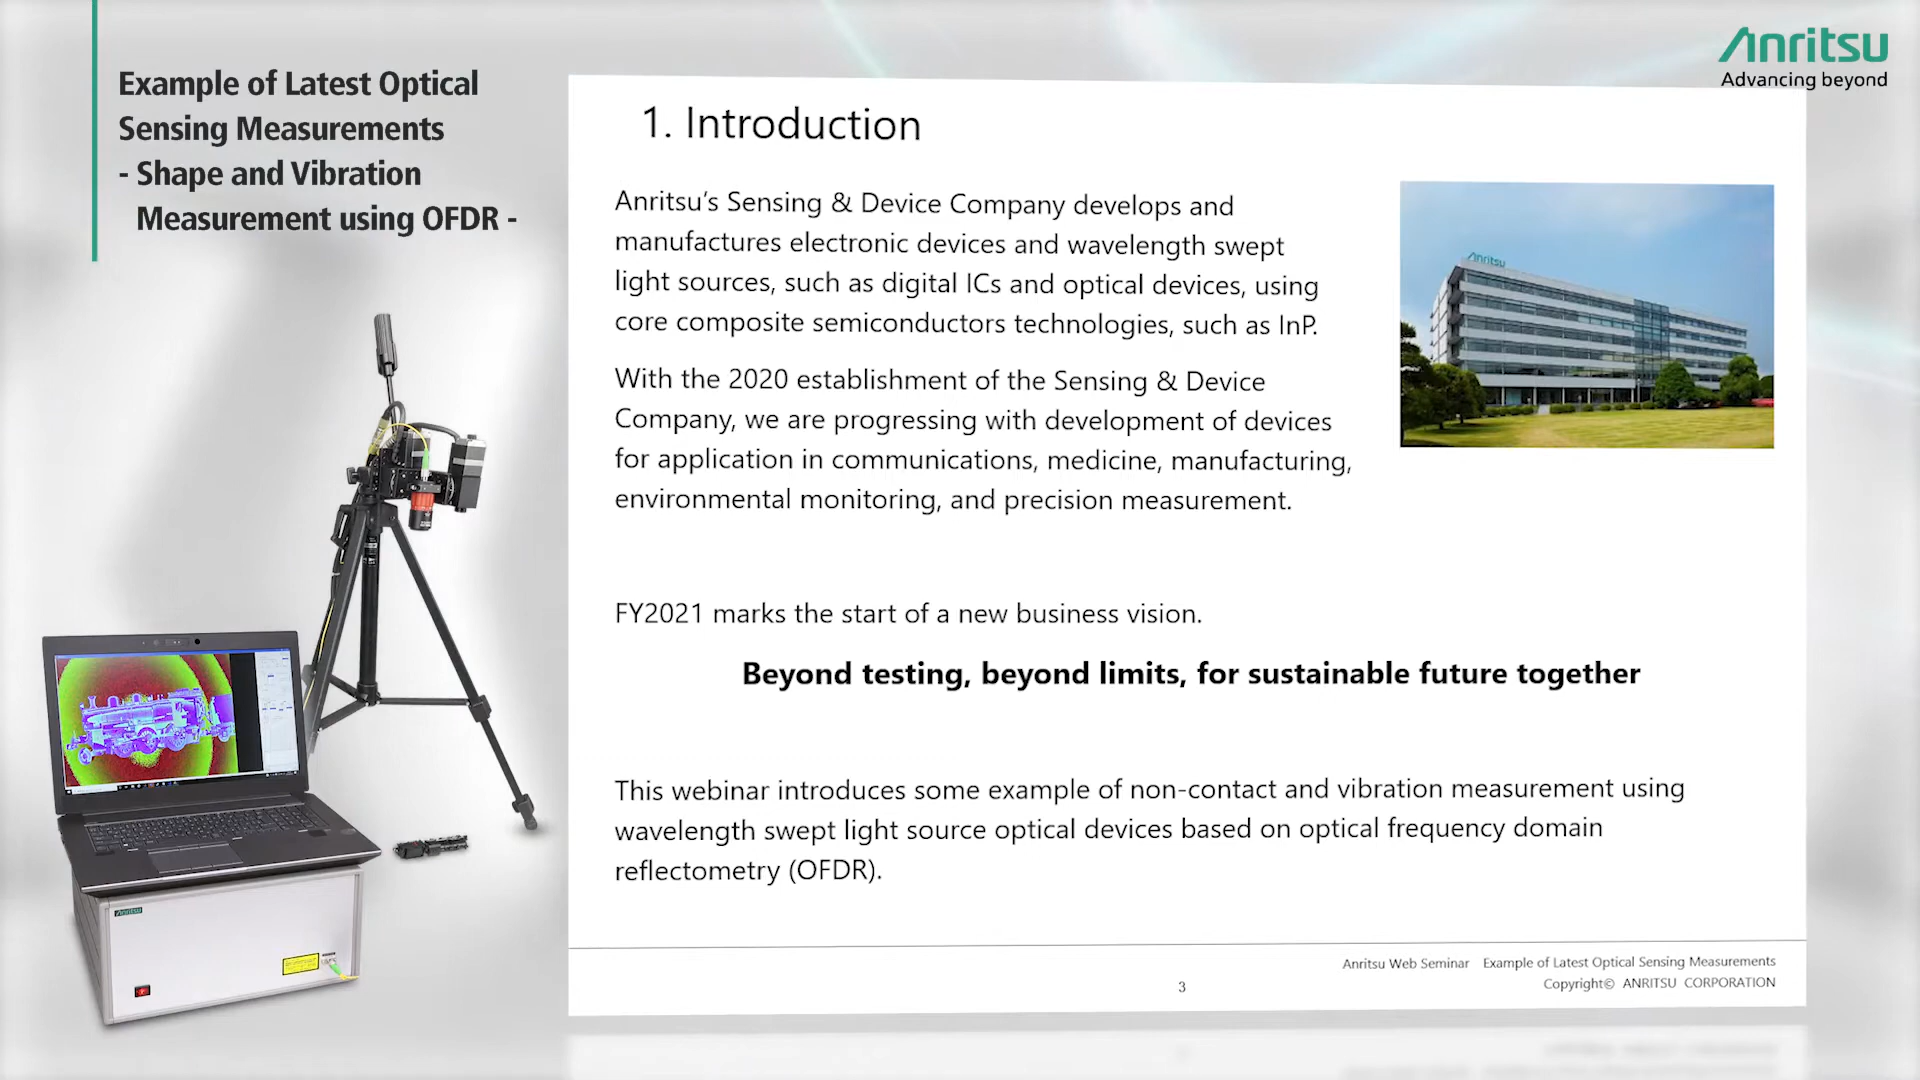 Example of Latest Optical
Sensing Measurements
- Shape and Vibration
Measurement using OFDR -
Anritsu
Advancing beyond
1. Introduction
Anritsu's Sensing & Device Company develops and
manufactures electronic devices and wavelength swept
light sources, such as digital ICs and optical devices, using
core composite semiconductors technologies, such as InP.
With the 2020 establishment of the Sensing & Device
Company, we are progressing with development of devices
for application in communications, medicine, manufacturing,
environmental monitoring, and precision measurement.
Anritsu
FY2021 marks the start of a new business vision.
Beyond testing, beyond limits, for sustainable future together
This webinar introduces some example of non-contact and vibration measurement using
wavelength swept light source optical devices based on optical frequency domain
reflectometry (OFDR).
3
Anritsu Web Seminar Example of Latest Optical Sensing Measurements
Copyright© ANRITSU CORPORATION
Anritsu